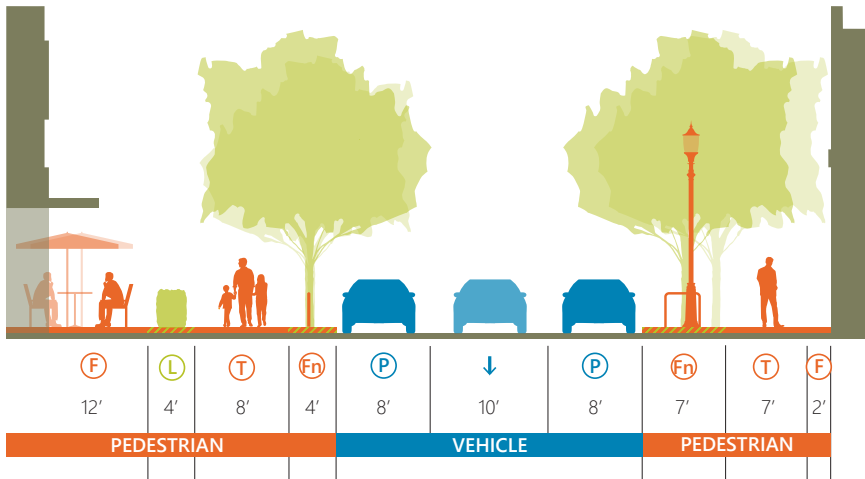 F L T Fn P ↓ P Fn T F
12’ 4’ 8’ 4’ 8’ 10’ 8’ 7’ 7’ 2’
PEDESTRIAN VEHICLE PEDESTRIAN